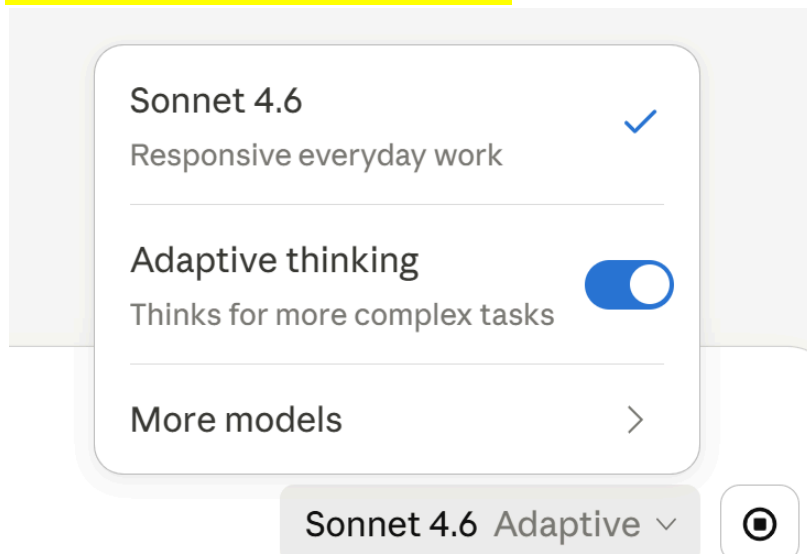 Sonnet 4.6
Responsive everyday work
Adaptive thinking
Thinks for more complex tasks
More models
Sonnet 4.6 Adaptive